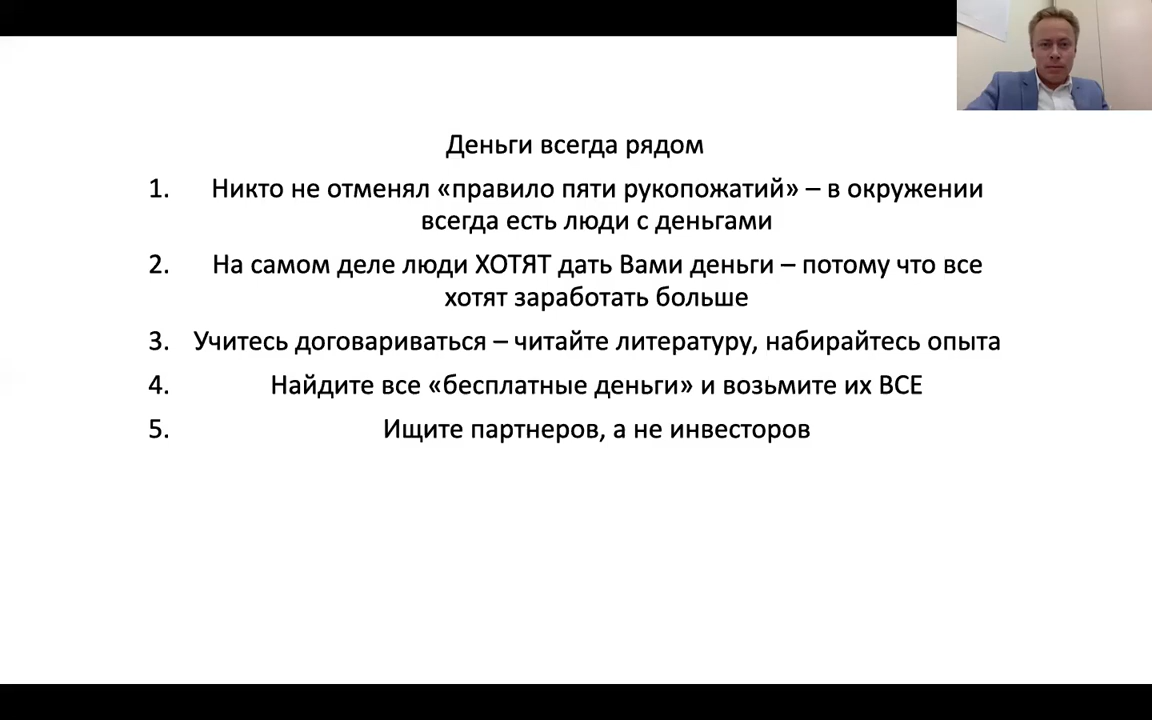 Деньги всегда рядом
1. Никто не отменял «правило пяти рукопожатий» – в окружении
всегда есть люди с деньгами
2. На самом деле люди ХОТЯТ дать Вами деньги – потому что все
хотят заработать больше
3. Учитесь договариваться – читайте литературу, набирайтесь опыта
4. Найдите все «бесплатные деньги» и возьмите их ВСЕ
5. Ищите партнеров, а не инвесторов